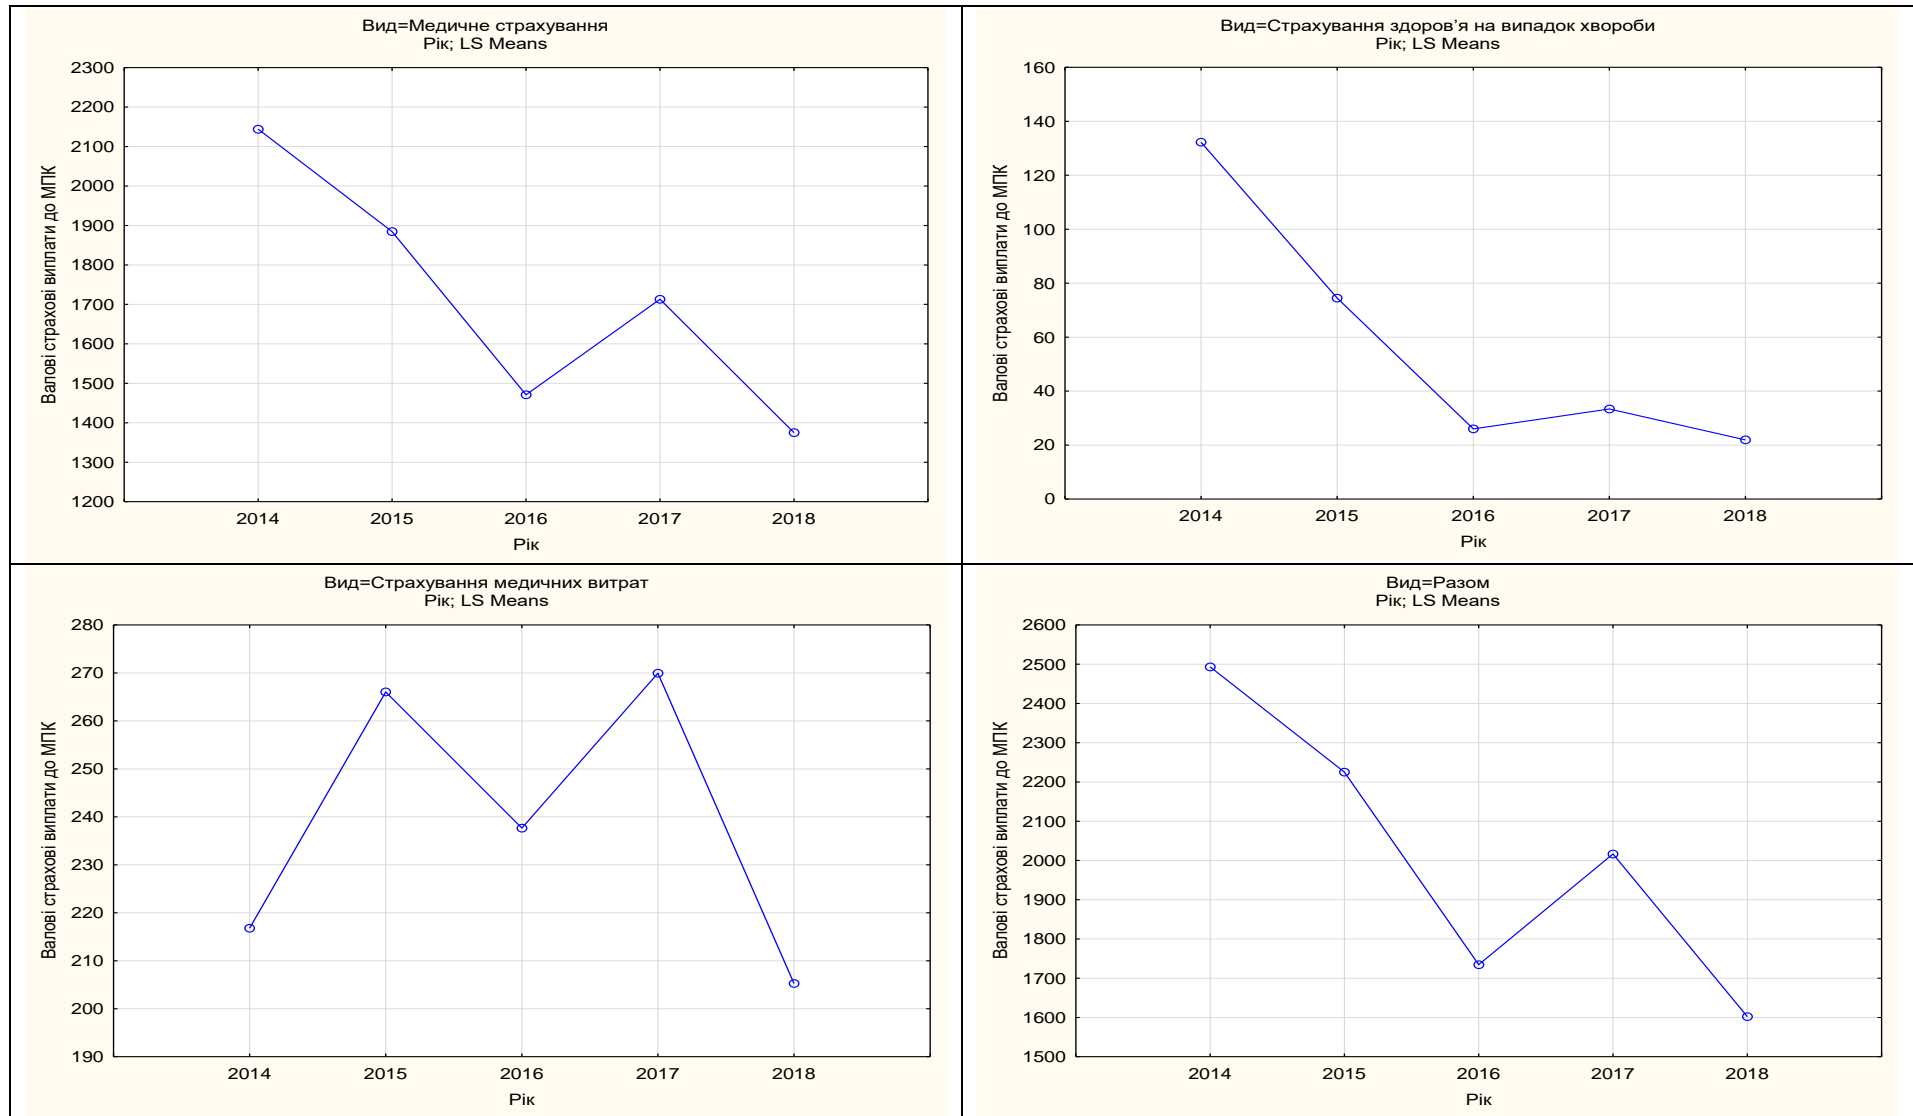 Вид=Медичне страхування
Рік; LS Means
2300
2200
2100
2000
1900
1800
1700
1600
1500
1400
1300
1200
Валові страхові виплати до МПК
2014 2015 2016 2017 2018
Рік
Вид=Страхування здоров’я на випадок хвороби
Рік; LS Means
160
140
120
100
80
60
40
20
0
Валові страхові виплати до МПК
2014 2015 2016 2017 2018
Рік
Вид=Страхування медичних витрат
Рік; LS Means
280
270
260
250
240
230
220
210
200
190
Валові страхові виплати до МПК
2014 2015 2016 2017 2018
Рік
Вид=Разом
Рік; LS Means
2600
2500
2400
2300
2200
2100
2000
1900
1800
1700
1600
1500
Валові страхові виплати до МПК
2014 2015 2016 2017 2018
Рік